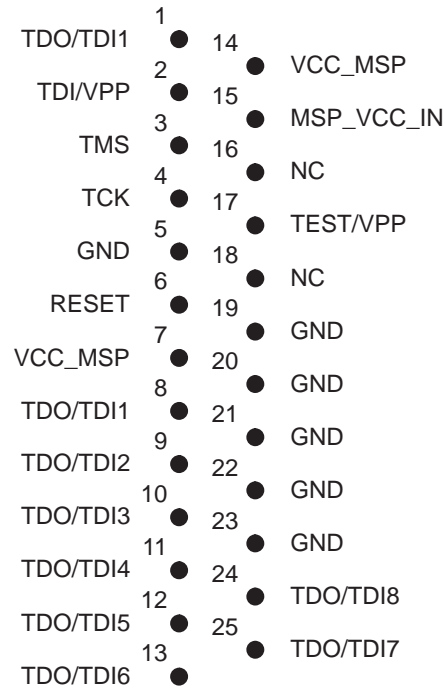 1
TDO/TDI1
14
VCC_MSP
2
TDI/VPP
15
MSP_VCC_IN
3
TMS
16
NC
4
TCK
17
TEST/VPP
5
GND
18
NC
6
RESET
19
GND
7
VCC_MSP
20
GND
8
TDO/TDI1
21
GND
9
TDO/TDI2
22
GND
10
TDO/TDI3
23
GND
11
TDO/TDI4
24
TDO/TDI8
12
TDO/TDI5
25
TDO/TDI7
13
TDO/TDI6